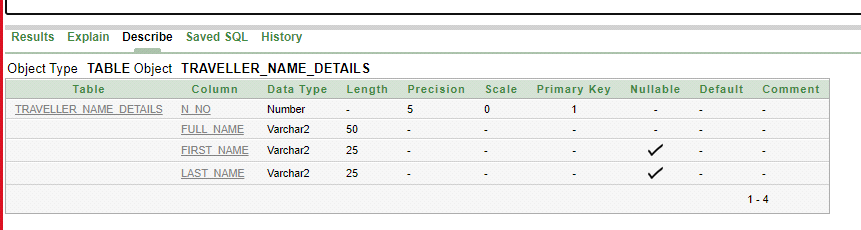 Results Explain Describe Saved SQL History
Object Type TABLE Object TRAVELLER_NAME_DETAILS
Table Column Data Type Length Precision Scale Primary Key Nullable Default Comment
TRAVELLER_NAME_DETAILS N_NO Number - 5 0 1 - - -
FULL_NAME Varchar2 50 - - - - - -
FIRST_NAME Varchar2 25 - - - ✓ - -
LAST_NAME Varchar2 25 - - - ✓ - -
1 - 4